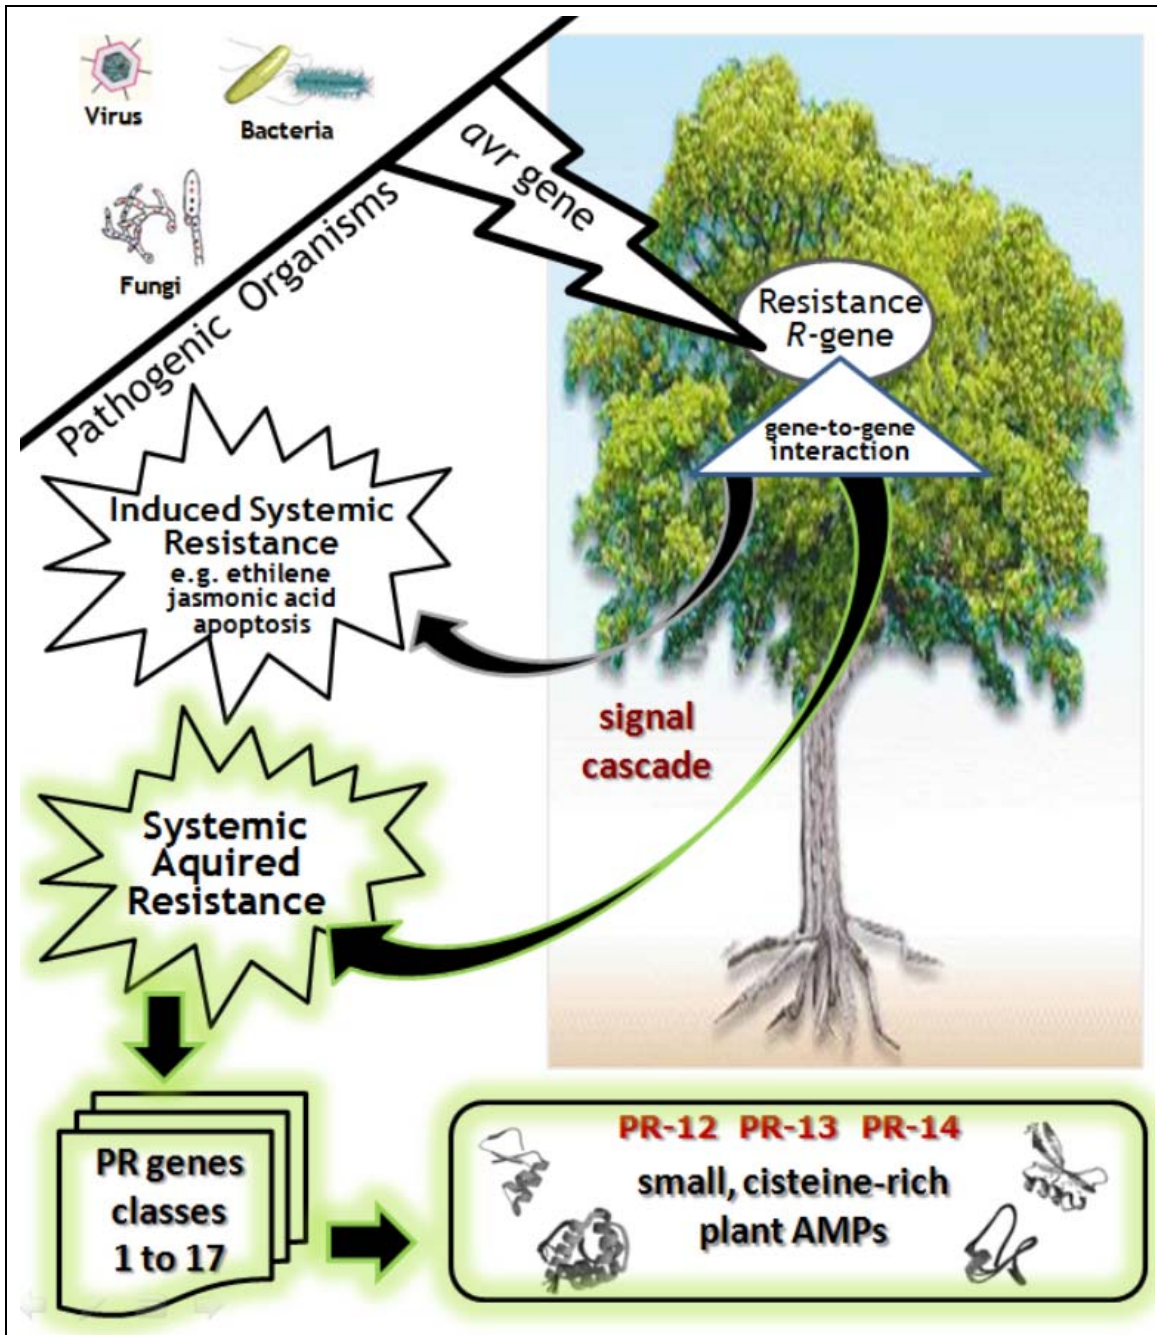 Virus
Bacteria
Fungi
Pathogenic Organisms
avr gene
Resistance
R-gene
gene-to-gene
interaction
Induced Systemic
Resistance
e.g. ethilene
jasmonic acid
apoptosis
signal
cascade
Systemic
Aquired
Resistance
PR genes
classes
1 to 17
PR-12 PR-13 PR-14
small, cisteine-rich
plant AMPs